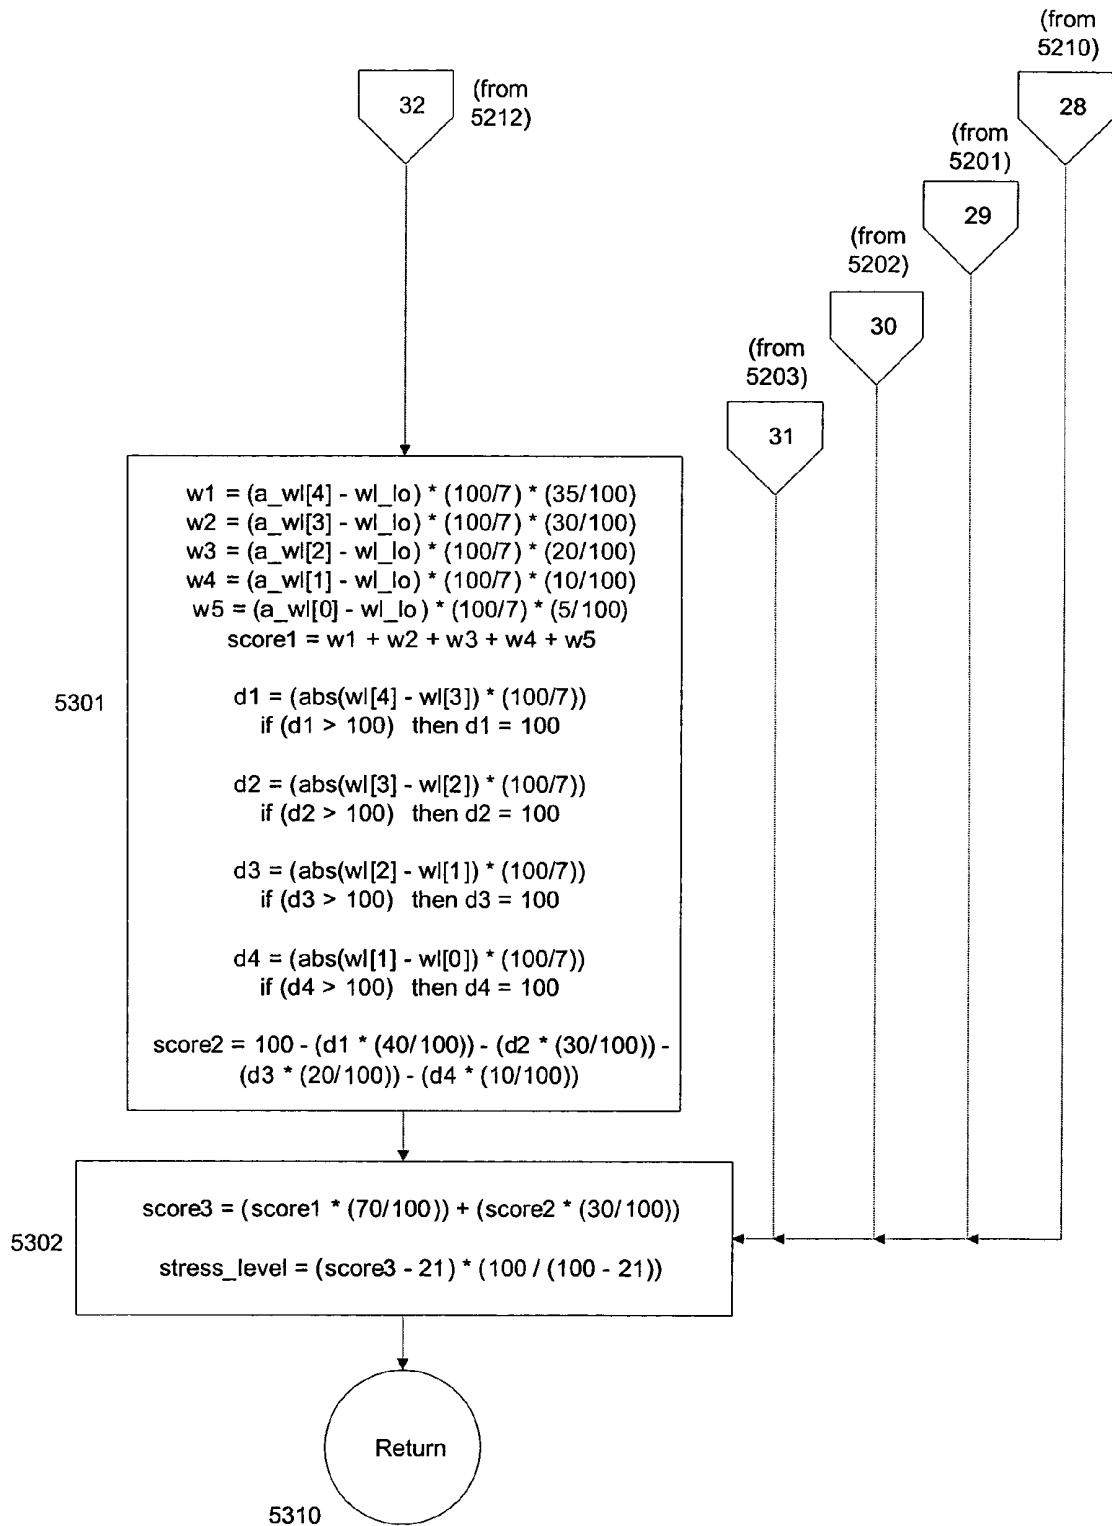 (from
5210)
32
(from
5212)
28
(from
5201)
29
(from
5202)
30
(from
5203)
31
w1 = (a_wl[4] - wl_lo) * (100/7) * (35/100)
w2 = (a_wl[3] - wl_lo) * (100/7) * (30/100)
w3 = (a_wl[2] - wl_lo) * (100/7) * (20/100)
w4 = (a_wl[1] - wl_lo) * (100/7) * (10/100)
w5 = (a_wl[0] - wl_lo) * (100/7) * (5/100)
score1 = w1 + w2 + w3 + w4 + w5
5301
d1 = (abs(wl[4] - wl[3]) * (100/7))
if (d1 > 100) then d1 = 100
d2 = (abs(wl[3] - wl[2]) * (100/7))
if (d2 > 100) then d2 = 100
d3 = (abs(wl[2] - wl[1]) * (100/7))
if (d3 > 100) then d3 = 100
d4 = (abs(wl[1] - wl[0]) * (100/7))
if (d4 > 100) then d4 = 100
score2 = 100 - (d1 * (40/100)) - (d2 * (30/100)) -
(d3 * (20/100)) - (d4 * (10/100))
score3 = (score1 * (70/100)) + (score2 * (30/100))
5302
stress_level = (score3 - 21) * (100 / (100 - 21))
Return
5310